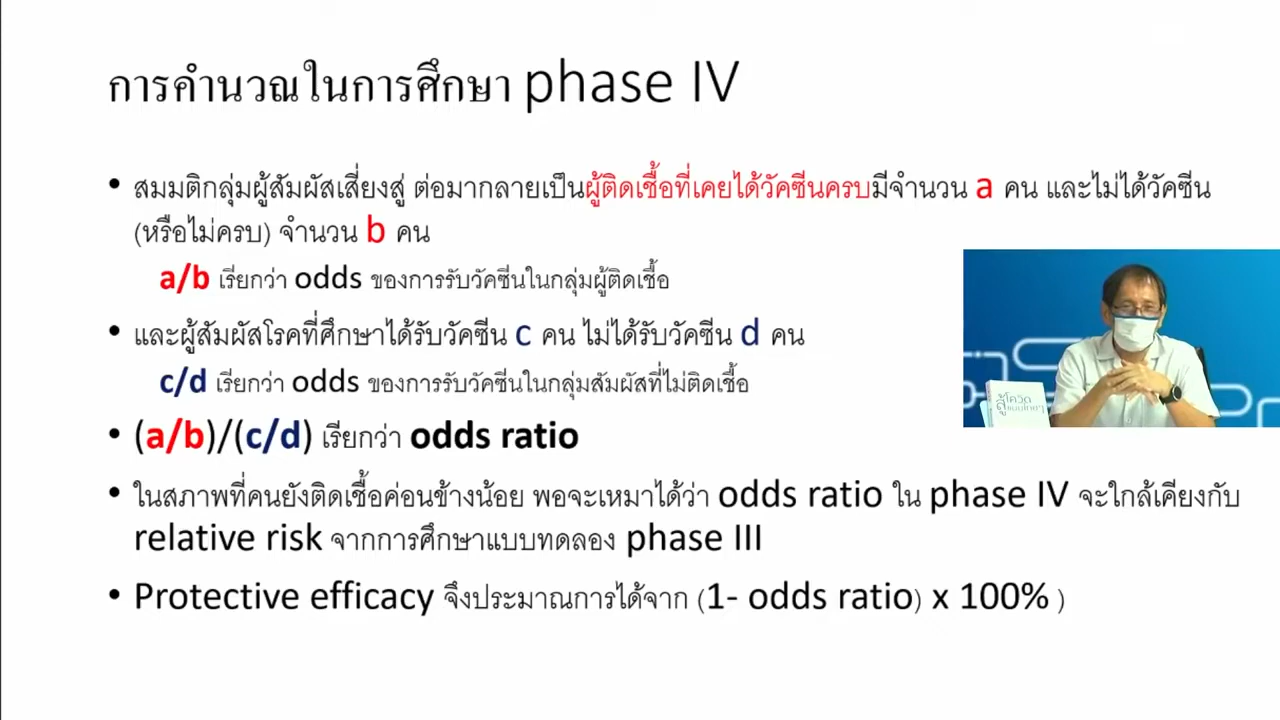 การคำนวณในการศึกษา phase IV
• สมมติกลุ่มผู้สัมผัสเสี่ยงสู่ ต่อมากลายเป็นผู้ติดเชื้อที่เคยได้วัคซีนครบมีจำนวน a คน และไม่ได้วัคซีน
(หรือไม่ครบ) จำนวน b คน
a/b เรียกว่า odds ของการรับวัคซีนในกลุ่มผู้ติดเชื้อ
• และผู้สัมผัสโรคที่ศึกษาได้รับวัคซีน c คน ไม่ได้รับวัคซีน d คน
c/d เรียกว่า odds ของการรับวัคซีนในกลุ่มสัมผัสที่ไม่ติดเชื้อ
• (a/b)/(c/d) เรียกว่า odds ratio
• ในสภาพที่คนยังติดเชื้อค่อนข้างน้อย พอจะเหมาได้ว่า odds ratio ใน phase IV จะใกล้เคียงกับ
relative risk จากการศึกษาแบบทดลอง phase III
• Protective efficacy จึงประมาณการได้จาก (1- odds ratio) x 100% )
สู้โควิด
แบบไทยๆ